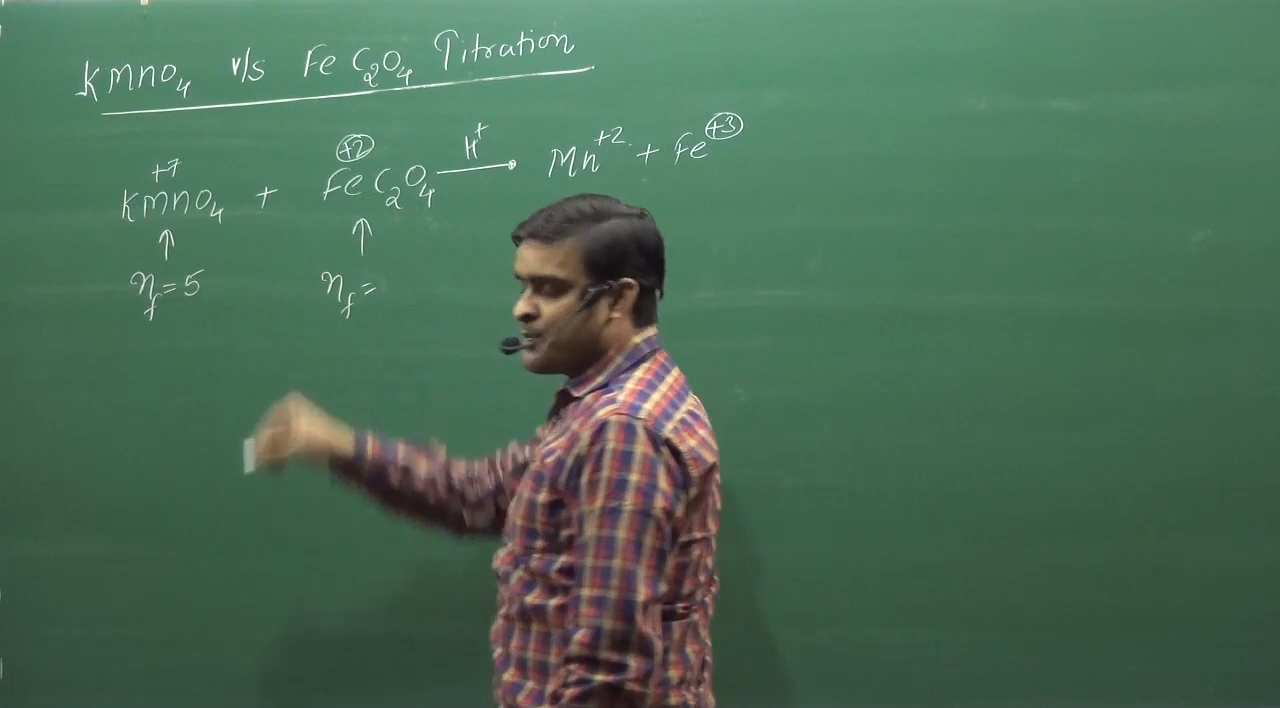 KMnO4 v/s FeC2O4 Titration
+7 +2 H+
KMnO4 + FeC2O4 → Mn+2 + Fe+3
↑ ↑
nf=5 nf=